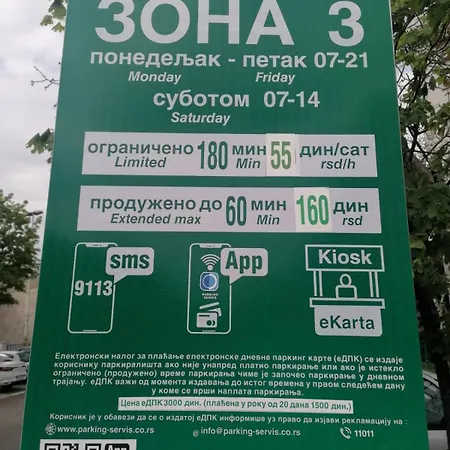 ЗОНА 3
понедељак - петак 07-21
Monday Friday
суботом 07-14
Saturday
ограничено 180 мин 55 дин/сат
Limited Min rsd/h
продужено до 60 мин 160 дин
Extended max Min rsd
sms
9113
App
PARKING SERVIS
Kiosk
eKarta
Електронски налог за плаћање електронске дневне паркинг карте (еДПК) се издаје
кориснику паркиралишта ако није унапред платио паркирање или ако је истекло
ограничено (продужено) време паркирања чиме је започео паркирање у дневном
трајању. еДПК важи од момента издавања до истог времена у првом следећем дану
у коме се врши наплата паркирања.
Цена еДПК 3000 дин. (плаћена у року од 20 дана 1500 дин.)
Корисник је у обавези да се о издатој еДПК информише уз право да изјави рекламацију на :
www.parking-servis.co.rs @ info@parking-servis.co.rs 11011
App